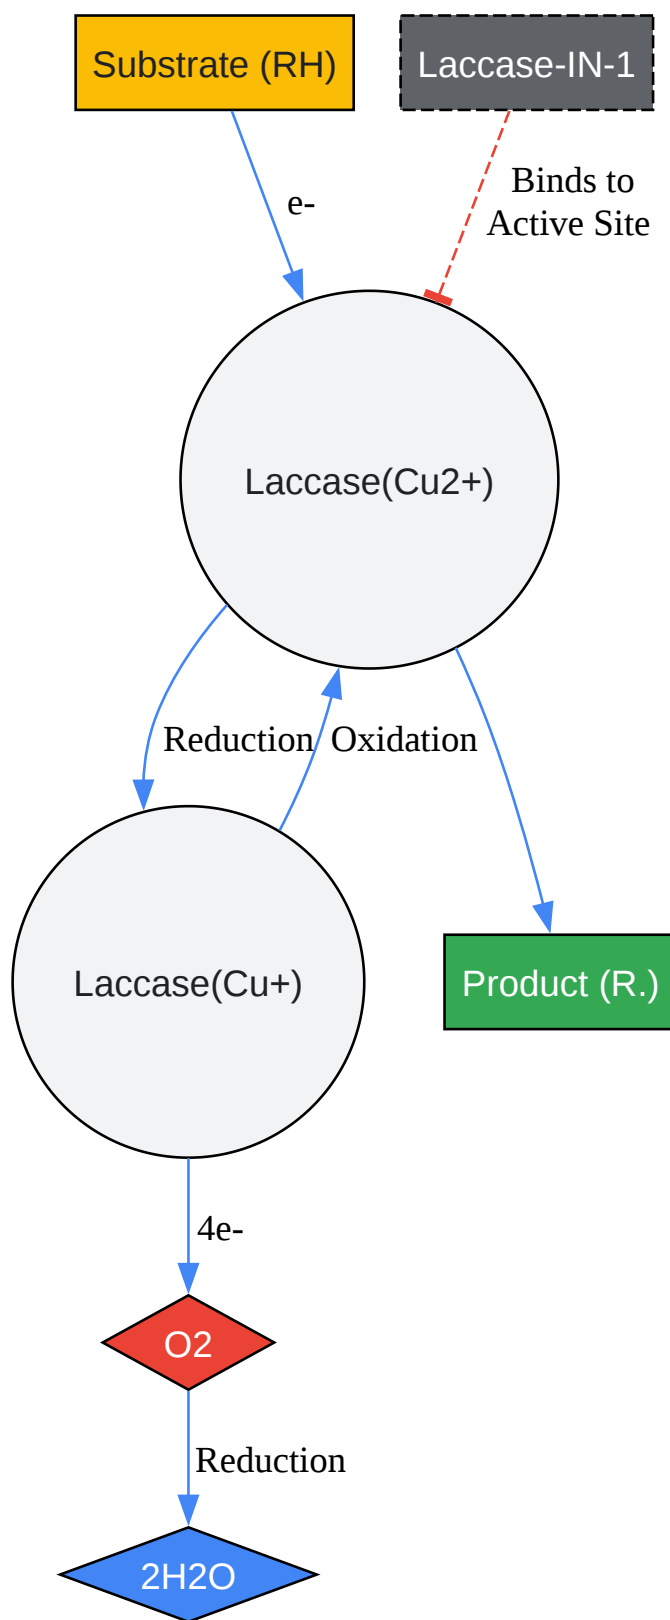 Substrate (RH)
Laccase-IN-1
e-
Binds to
Active Site
Laccase(Cu2+)
Reduction
Oxidation
Laccase(Cu+)
Product (R.)
4e-
O2
Reduction
2H2O